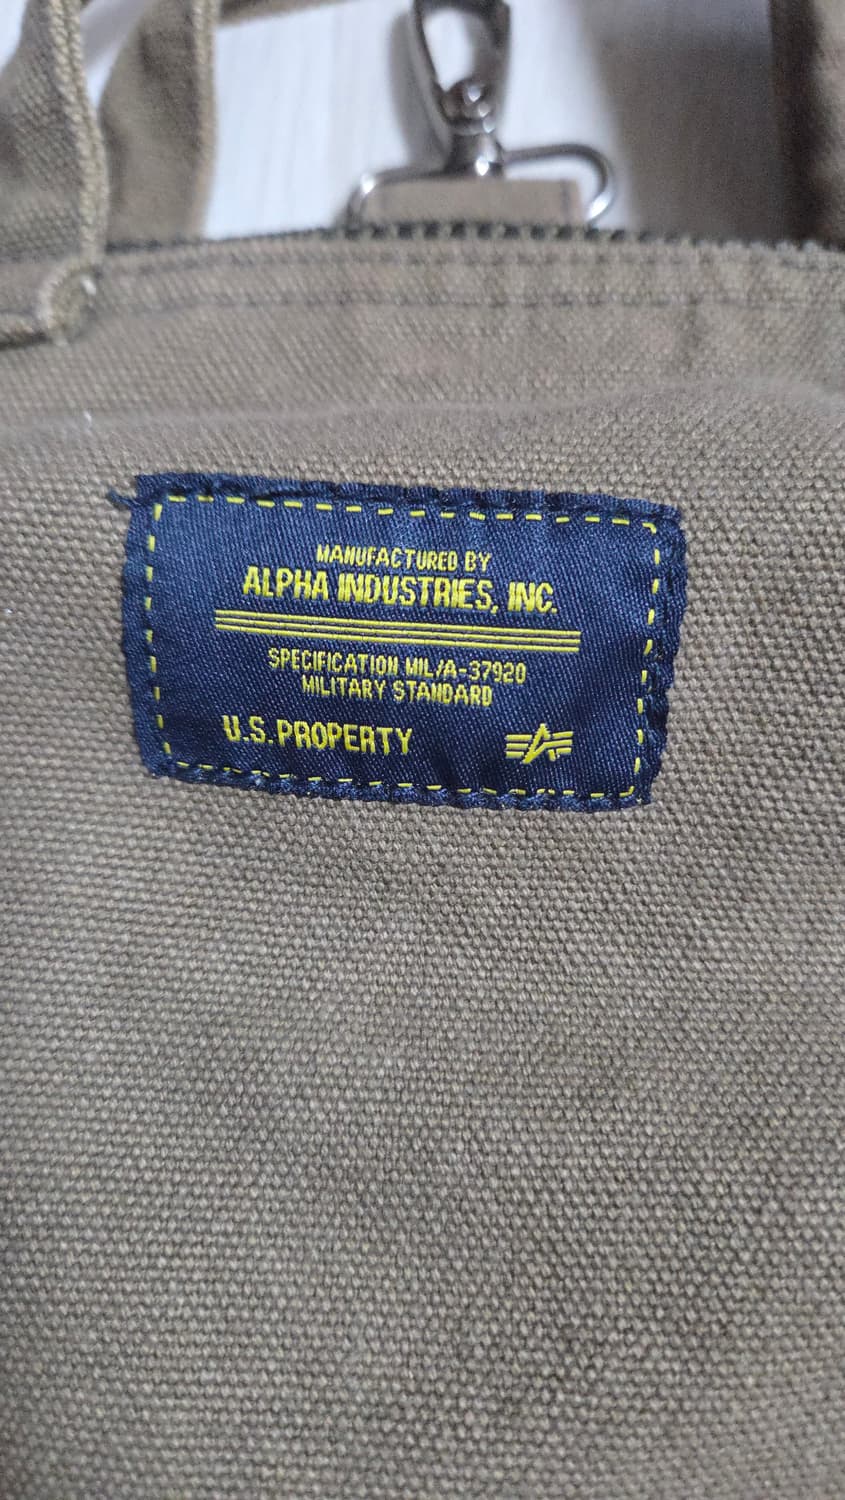 MANUFACTURED BY
ALPHA INDUSTRIES, INC.
SPECIFICATION MIL/A-37920
MILITARY STANDARD
U.S. PROPERTY